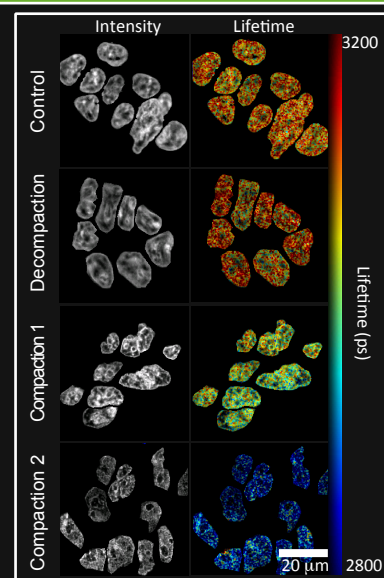 Intensity
Lifetime
3200
Control
Decompaction
Compaction 1
Compaction 2
Lifetime (ps)
20 µm
2800